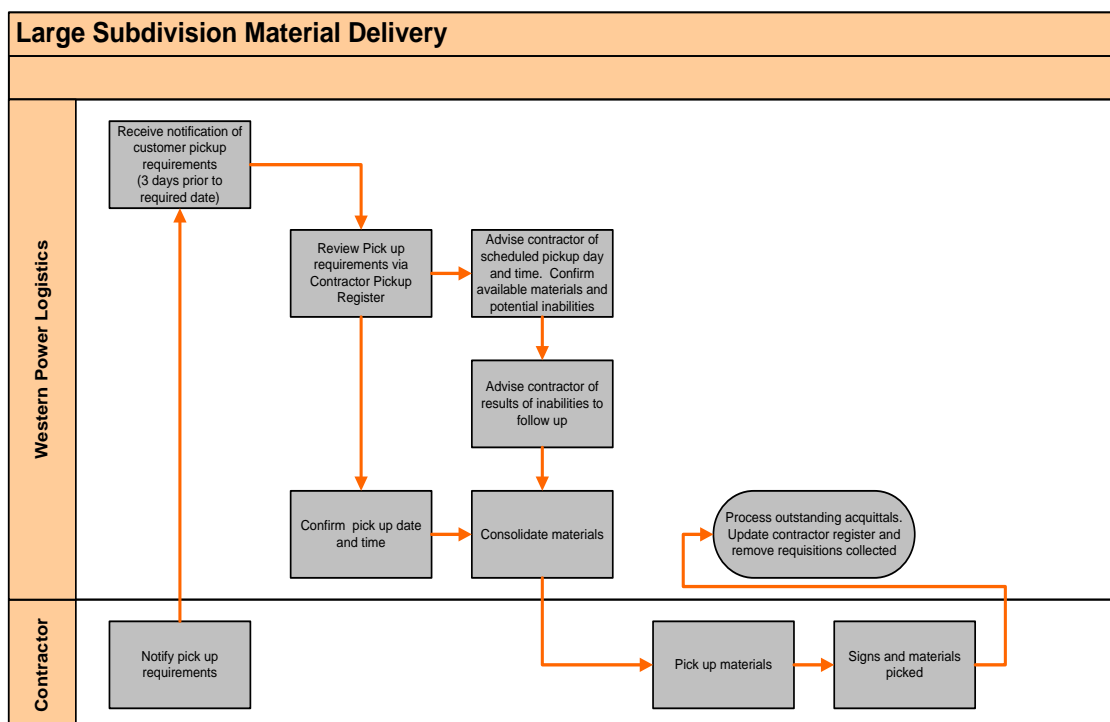 Large Subdivision Material Delivery
Western Power Logistics
Receive notification of
customer pickup
requirements
(3 days prior to
required date)
Review Pick up
requirements via
Contractor Pickup
Register
Advise contractor of
scheduled pickup day
and time.  Confirm
available materials and
potential inabilities
Advise contractor of
results of inabilities to
follow up
Confirm  pick up date
and time
Consolidate materials
Process outstanding acquittals.
Update contractor register and
remove requisitions collected
Contractor
Notify pick up
requirements
Pick up materials
Signs and materials
picked